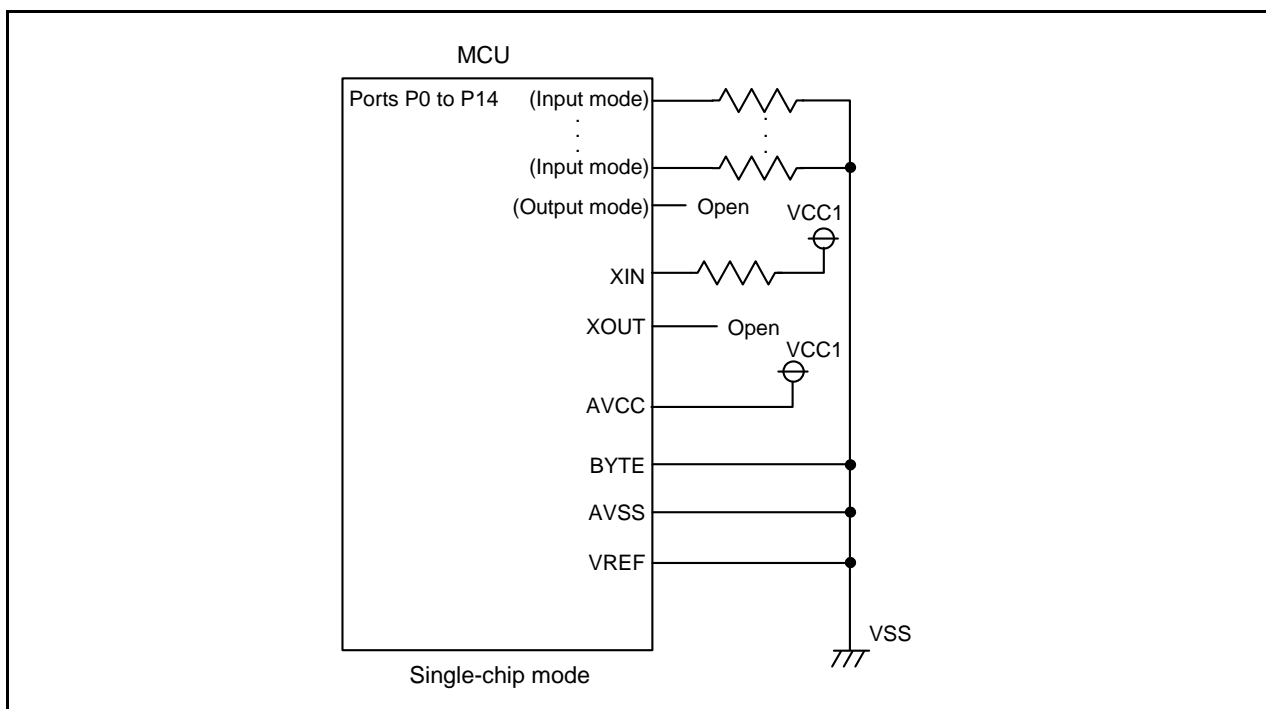 MCU
Ports P0 to P14 (Input mode)
(Input mode)
(Output mode) Open
VCC1
XIN
XOUT Open
VCC1
AVCC
BYTE
AVSS
VREF
VSS
Single-chip mode